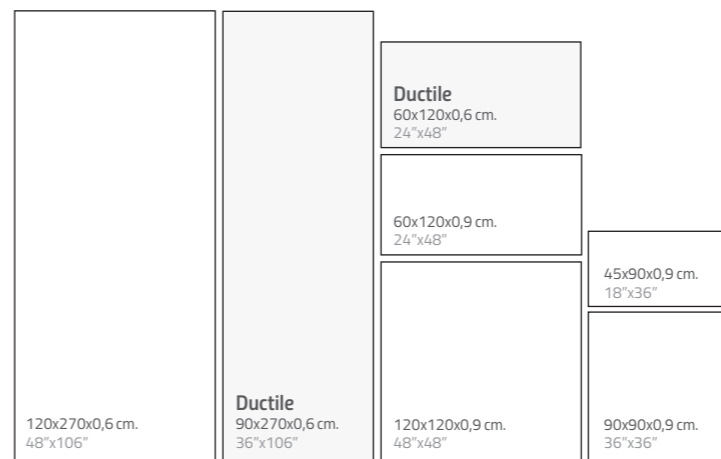 120x270x0,6 cm.
48”x106”
Ductile
90x270x0,6 cm.
36”x106”
Ductile
60x120x0,6 cm.
24”x48”
60x120x0,9 cm.
24”x48”
120x120x0,9 cm.
48”x48”
45x90x0,9 cm.
18”x36”
90x90x0,9 cm.
36”x36”